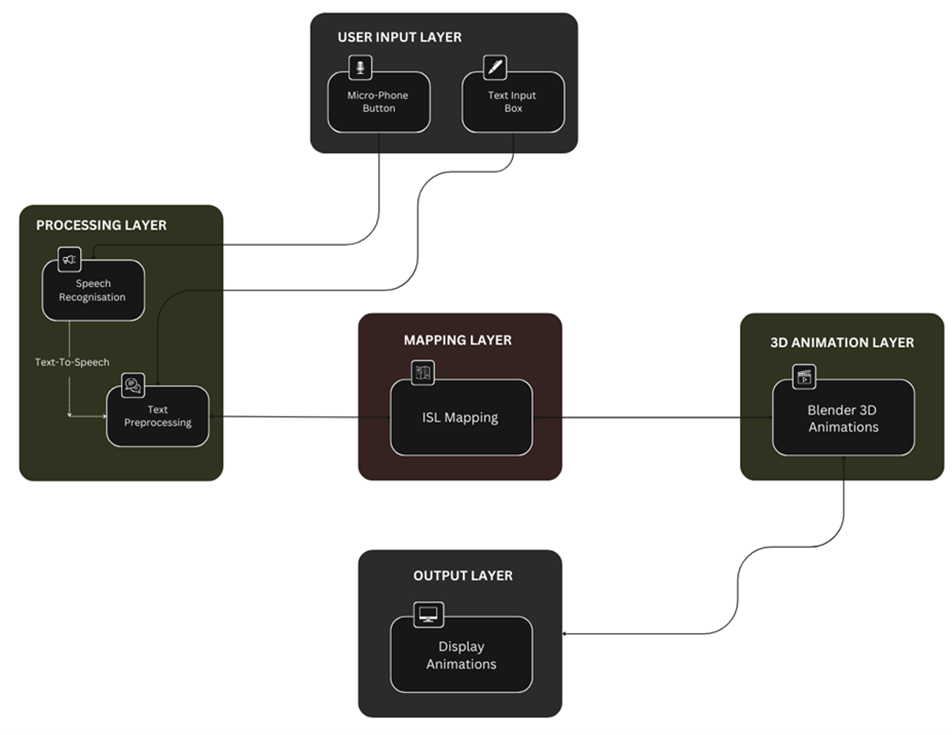 USER INPUT LAYER
Micro-Phone
Button
Text Input
Box
PROCESSING LAYER
Speech
Recognisation
Text-To-Speech
Text
Preprocessing
MAPPING LAYER
ISL Mapping
3D ANIMATION LAYER
Blender 3D
Animations
OUTPUT LAYER
Display
Animations